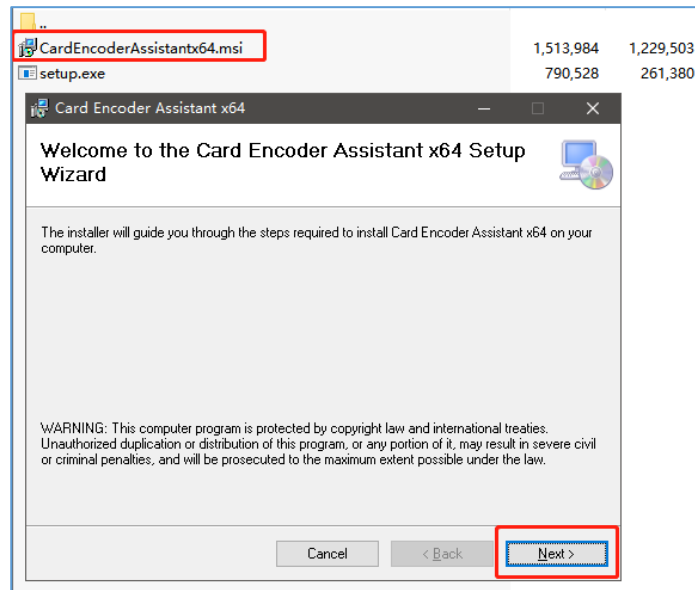 ..
CardEncoderAssistantx64.msi 1,513,984 1,229,503
setup.exe 790,528 261,380
Card Encoder Assistant x64
Welcome to the Card Encoder Assistant x64 Setup
Wizard
The installer will guide you through the steps required to install Card Encoder Assistant x64 on your
computer.
WARNING: This computer program is protected by copyright law and international treaties.
Unauthorized duplication or distribution of this program, or any portion of it, may result in severe civil
or criminal penalties, and will be prosecuted to the maximum extent possible under the law.
Cancel < Back Next >